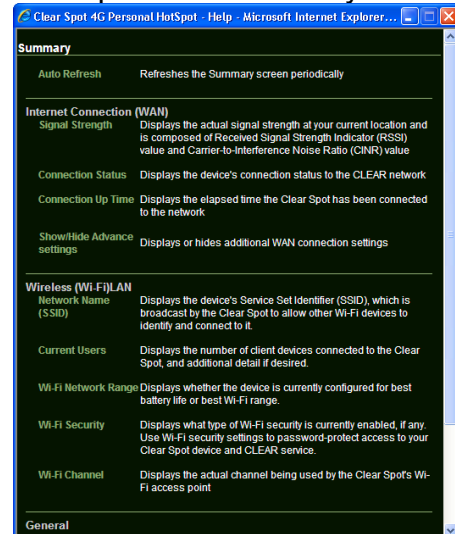 Clear Spot 4G Personal HotSpot - Help - Microsoft Internet Explorer...
Summary
Auto Refresh Refreshes the Summary screen periodically
Internet Connection (WAN)
Signal Strength Displays the actual signal strength at your current location and
is composed of Received Signal Strength Indicator (RSSI)
value and Carrier-to-Interference Noise Ratio (CINR) value
Connection Status Displays the device's connection status to the CLEAR network
Connection Up Time Displays the elapsed time the Clear Spot has been connected
to the network
Show/Hide Advance
settings
Displays or hides additional WAN connection settings
Wireless (Wi-Fi)LAN
Network Name
(SSID)
Displays the device's Service Set Identifier (SSID), which is
broadcast by the Clear Spot to allow other Wi-Fi devices to
identify and connect to it.
Current Users Displays the number of client devices connected to the Clear
Spot, and additional detail if desired.
Wi-Fi Network Range Displays whether the device is currently configured for best
battery life or best Wi-Fi range.
Wi-Fi Security Displays what type of Wi-Fi security is currently enabled, if any.
Use Wi-Fi security settings to password-protect access to your
Clear Spot device and CLEAR service.
Wi-Fi Channel Displays the actual channel being used by the Clear Spot's Wi-
Fi access point
General